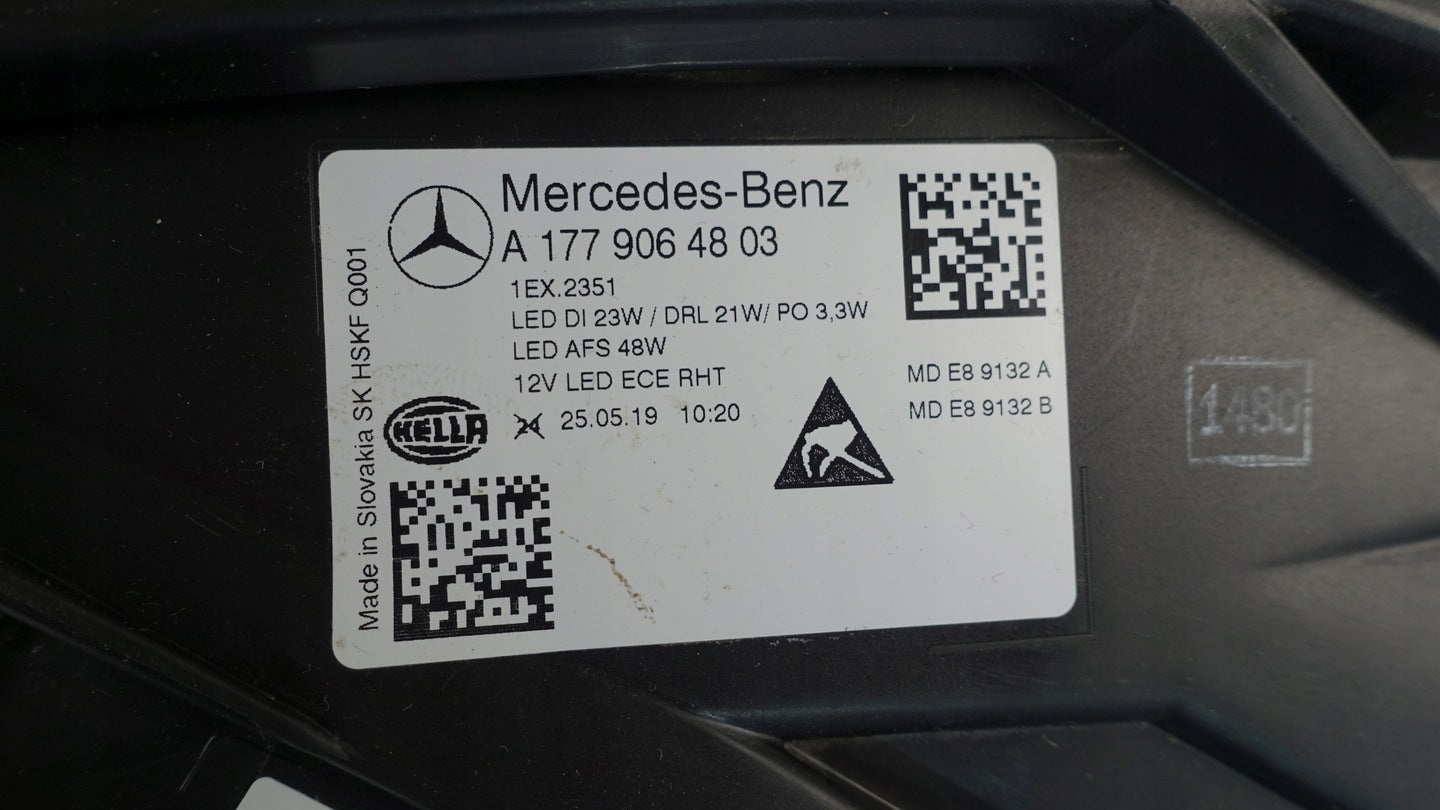 Mercedes-Benz
A 177 906 48 03
1EX.2351
LED DI 23W / DRL 21W/ PO 3,3W
LED AFS 48W
12V LED ECE RHT
MD E8 9132 A
MD E8 9132 B
HELLA
24 25.05.19 10:20
Made in Slovakia SK HSKF Q001
1480